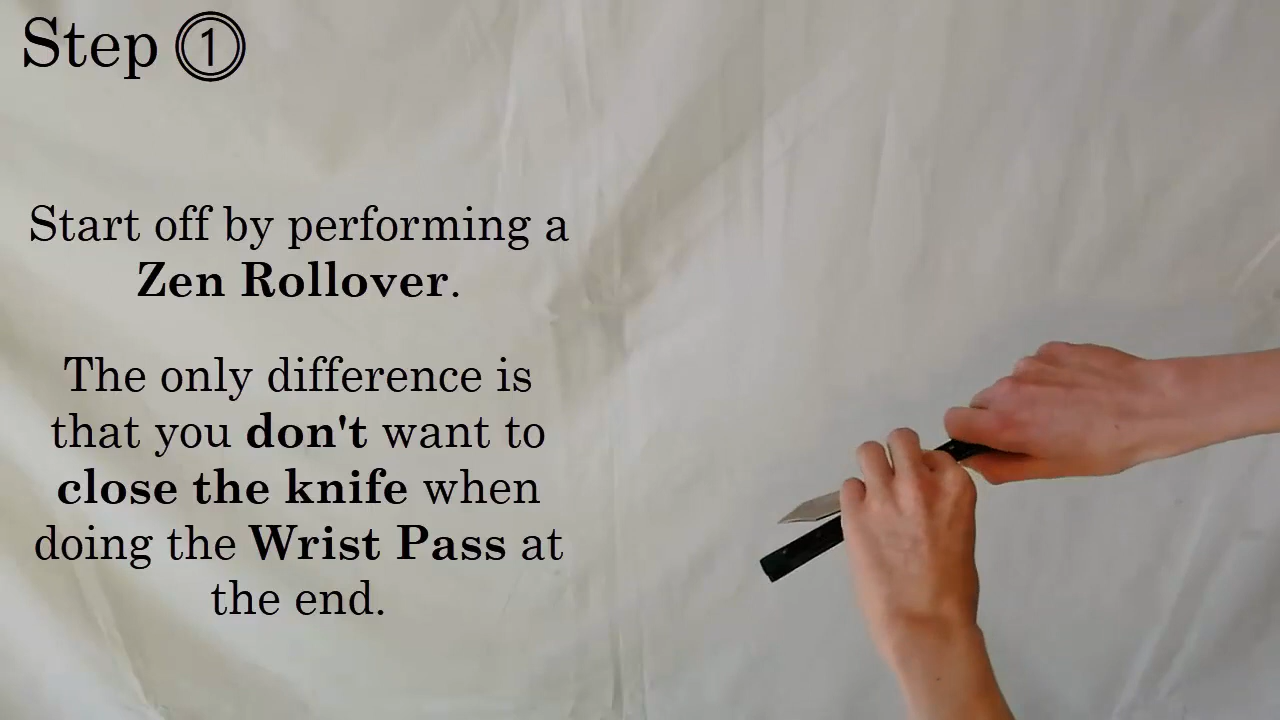 Step ①
Start off by performing a
Zen Rollover.
The only difference is
that you don't want to
close the knife when
doing the Wrist Pass at
the end.